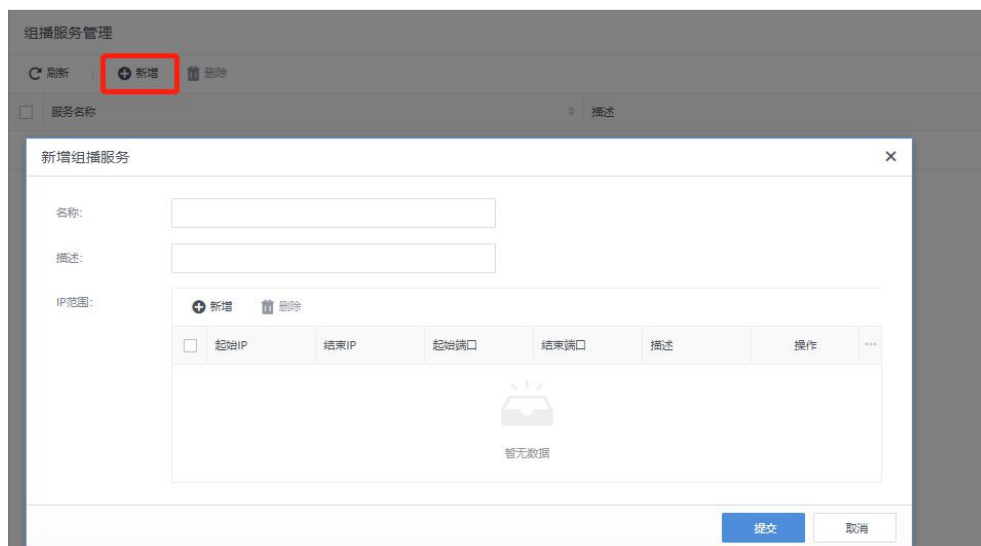 组播服务管理
刷新 新增 删除
服务名称 描述
新增组播服务
名称:
描述:
IP范围:
新增 删除
起始IP 结束IP 起始端口 结束端口 描述 操作
暂无数据
提交 取消